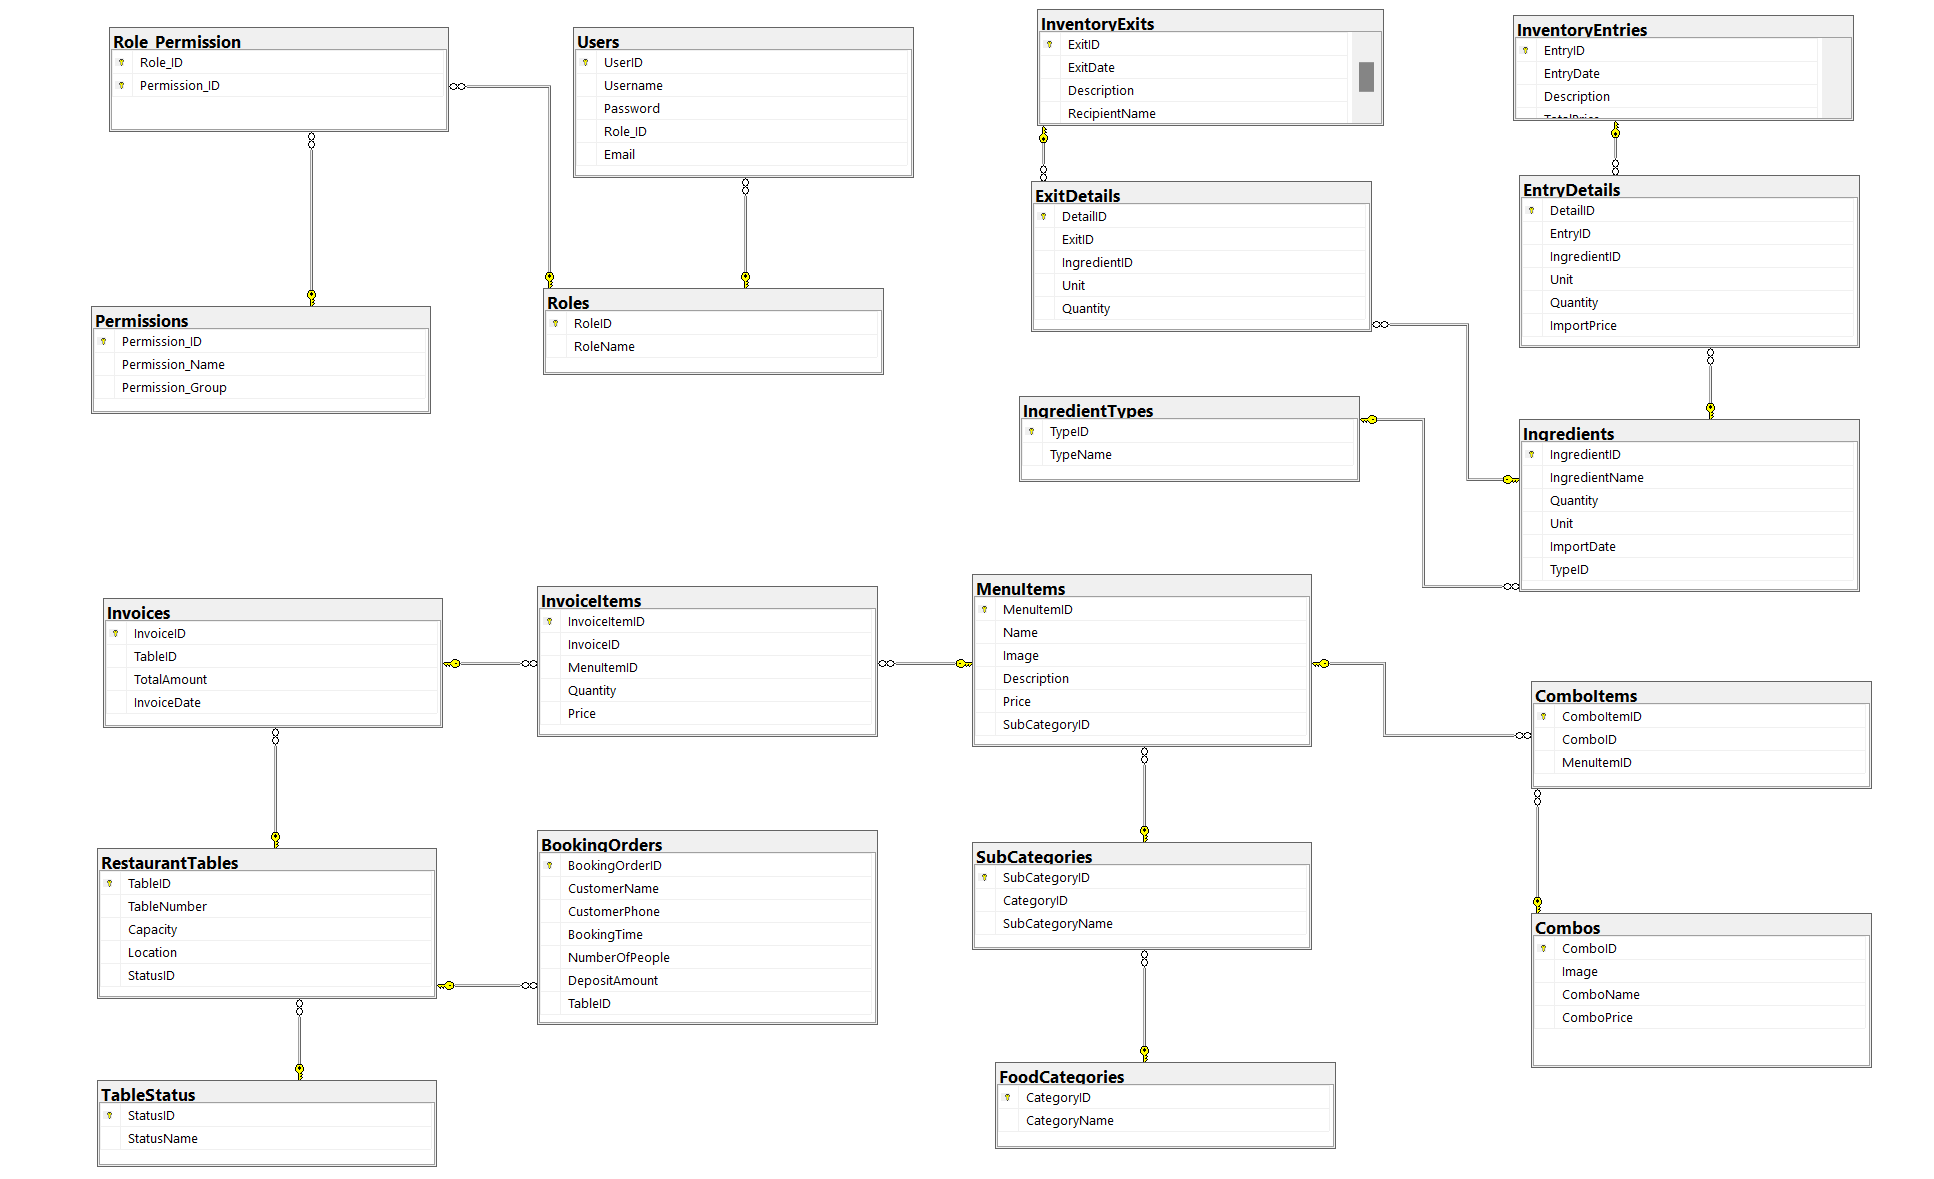 Role_Permission
Role_ID
Permission_ID
Users
UserID
Username
Password
Role_ID
Email
InventoryExits
ExitID
ExitDate
Description
RecipientName
InventoryEntries
EntryID
EntryDate
Description
TotalPrice
ExitDetails
DetailID
ExitID
IngredientID
Unit
Quantity
EntryDetails
DetailID
EntryID
IngredientID
Unit
Quantity
ImportPrice
Permissions
Permission_ID
Permission_Name
Permission_Group
Roles
RoleID
RoleName
IngredientTypes
TypeID
TypeName
Ingredients
IngredientID
IngredientName
Quantity
Unit
ImportDate
TypeID
Invoices
InvoiceID
TableID
TotalAmount
InvoiceDate
InvoiceItems
InvoiceItemID
InvoiceID
MenuItemID
Quantity
Price
MenuItems
MenuItemID
Name
Image
Description
Price
SubCategoryID
ComboItems
ComboItemID
ComboID
MenuItemID
RestaurantTables
TableID
TableNumber
Capacity
Location
StatusID
BookingOrders
BookingOrderID
CustomerName
CustomerPhone
BookingTime
NumberOfPeople
DepositAmount
TableID
SubCategories
SubCategoryID
CategoryID
SubCategoryName
Combos
ComboID
Image
ComboName
ComboPrice
TableStatus
StatusID
StatusName
FoodCategories
CategoryID
CategoryName